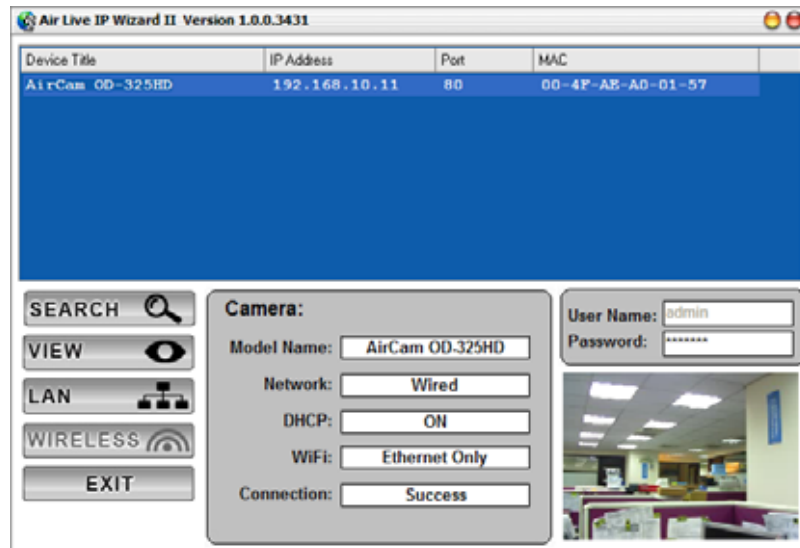 Air Live IP Wizard II Version 1.0.0.3431
Device Title IP Address Port MAC
AirCam OD-325HD 192.168.10.11 80 00-4F-AE-A0-01-57
SEARCH
VIEW
LAN
WIRELESS
EXIT
Camera:
Model Name: AirCam OD-325HD
Network: Wired
DHCP: ON
WiFi: Ethernet Only
Connection: Success
User Name: admin
Password: *******